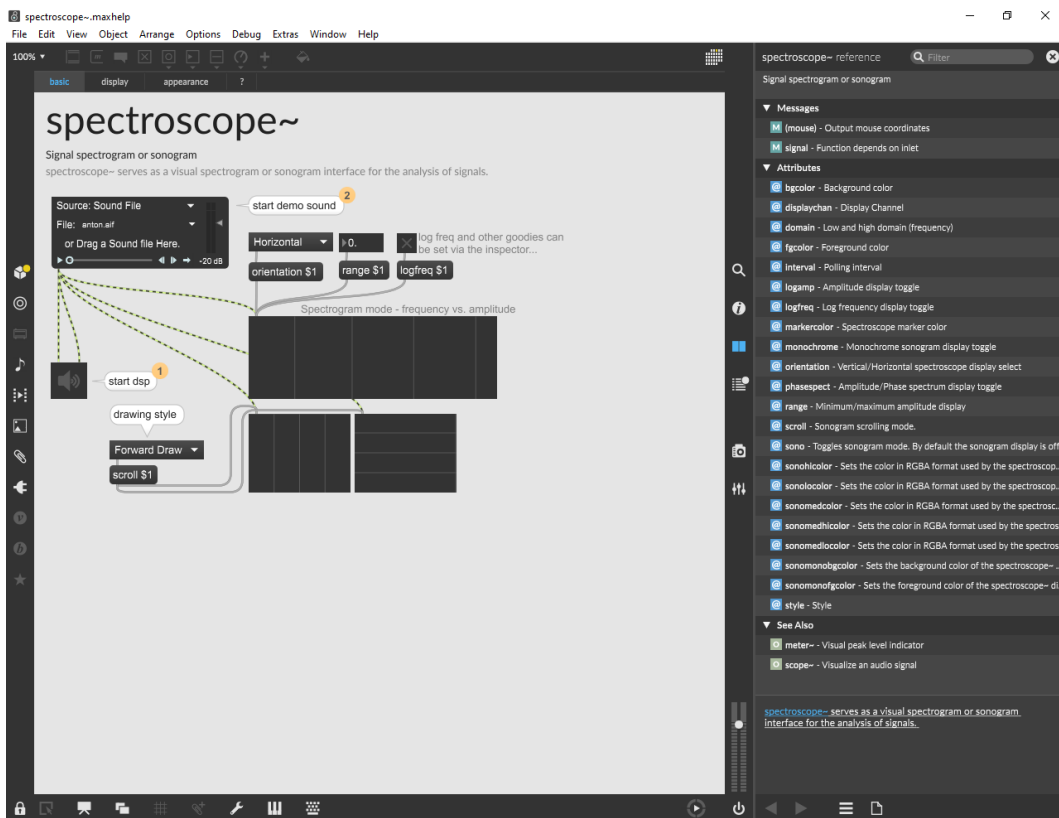 spectroscope~.maxhelp
File Edit View Object Arrange Options Debug Extras Window Help
100%
basic display appearance ?
spectroscope~
Signal spectrogram or sonogram
spectroscope~ serves as a visual spectrum or sonogram interface for the analysis of signals.
Source: Sound File
File: anton.aif
or Drag a Sound file Here.
-20 dB
start demo sound
2
Horizontal
0.
log freq and other goodies can
be set via the inspector...
orientation $1
range $1
logfreq $1
Spectrogram mode - frequency vs. amplitude
start dsp
1
drawing style
Forward Draw
scroll $1
spectroscope~ reference
Filter
Signal spectrogram or sonogram
Messages
M (mouse) - Output mouse coordinates
M signal - Function depends on inlet
Attributes
@ bgcolor - Background color
@ displaychan - Display Channel
@ domain - Low and high domain (frequency)
@ fgcolor - Foreground color
@ interval - Polling interval
@ logamp - Amplitude display toggle
@ logfreq - Log frequency display toggle
@ markercolor - Spectroscope marker color
@ monochrome - Monochrome sonogram display toggle
@ orientation - Vertical/Horizontal spectroscope display select
@ phasespect - Amplitude/Phase spectrum display toggle
@ range - Minimum/maximum amplitude display
@ scroll - Sonogram scrolling mode.
@ sono - Toggles sonogram mode. By default the sonogram display is off
@ sonohicolor - Sets the color in RGBA format used by the spectroscop...
@ sonolocolor - Sets the color in RGBA format used by the spectroscop...
@ sonomedcolor - Sets the color in RGBA format used by the spectrosc...
@ sonomedhicolor - Sets the color in RGBA format used by the spectros
@ sonomedlocolor - Sets the color in RGBA format used by the spectros
@ sonomonobgcolor - Sets the background color of the spectroscope~ ..
@ sonomonofgcolor - Sets the foreground color of the spectroscope~ di
@ style - Style
See Also
O meter~ - Visual peak level indicator
O scope~ - Visualize an audio signal
spectroscope~ serves as a visual spectrogram or sonogram
interface for the analysis of signals.